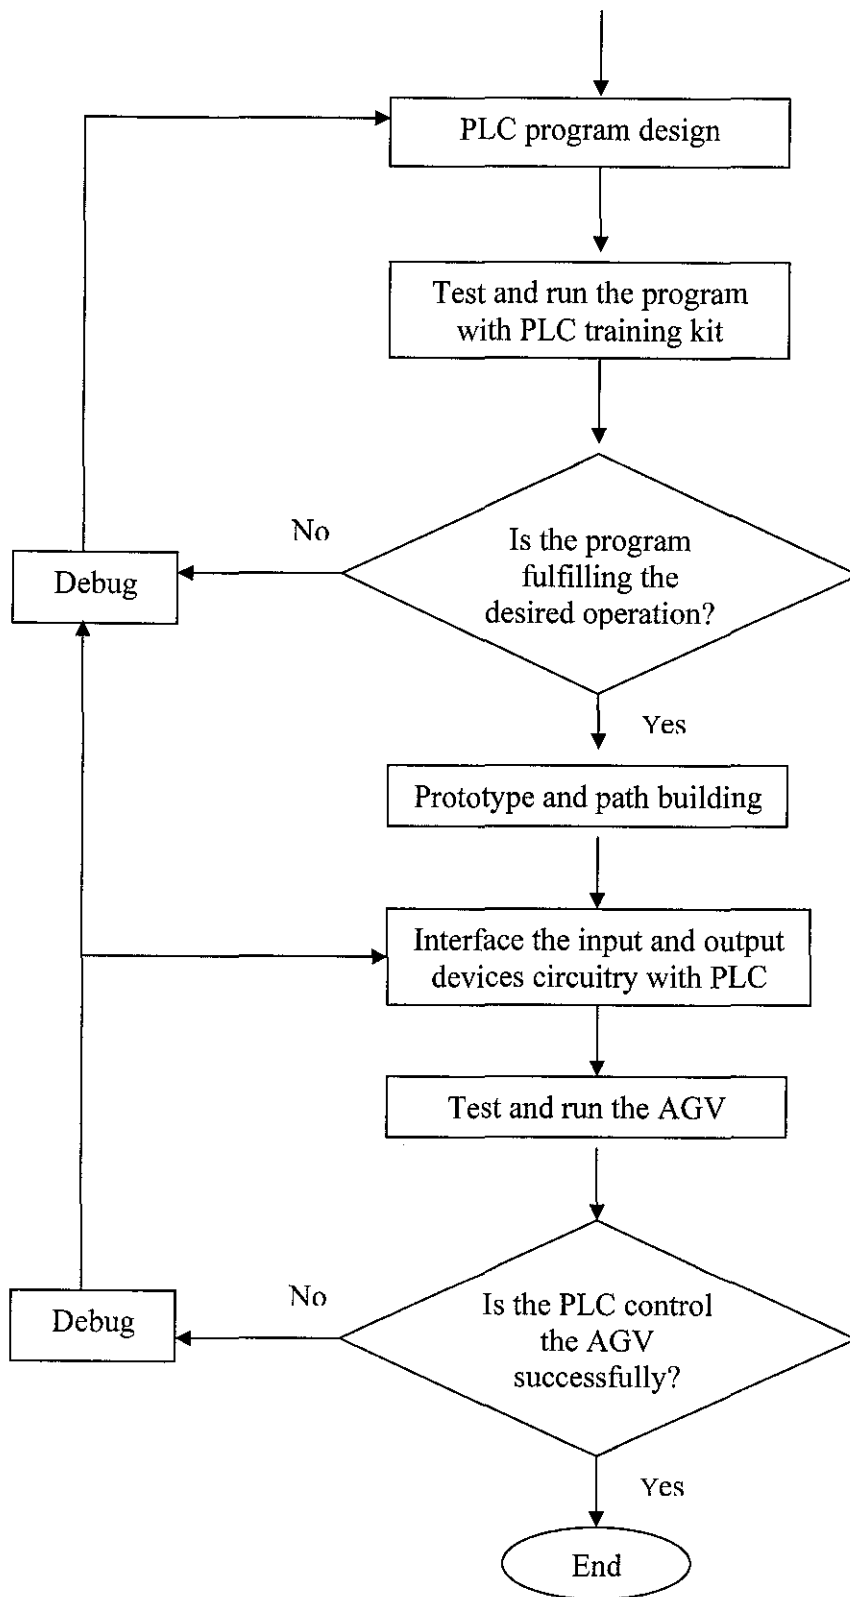 PLC program design
Test and run the program
with PLC training kit
No
Is the program
fulfilling the
desired operation?
Debug
Yes
Prototype and path building
Interface the input and output
devices circuitry with PLC
Test and run the AGV
No
Is the PLC control
the AGV
successfully?
Debug
Yes
End